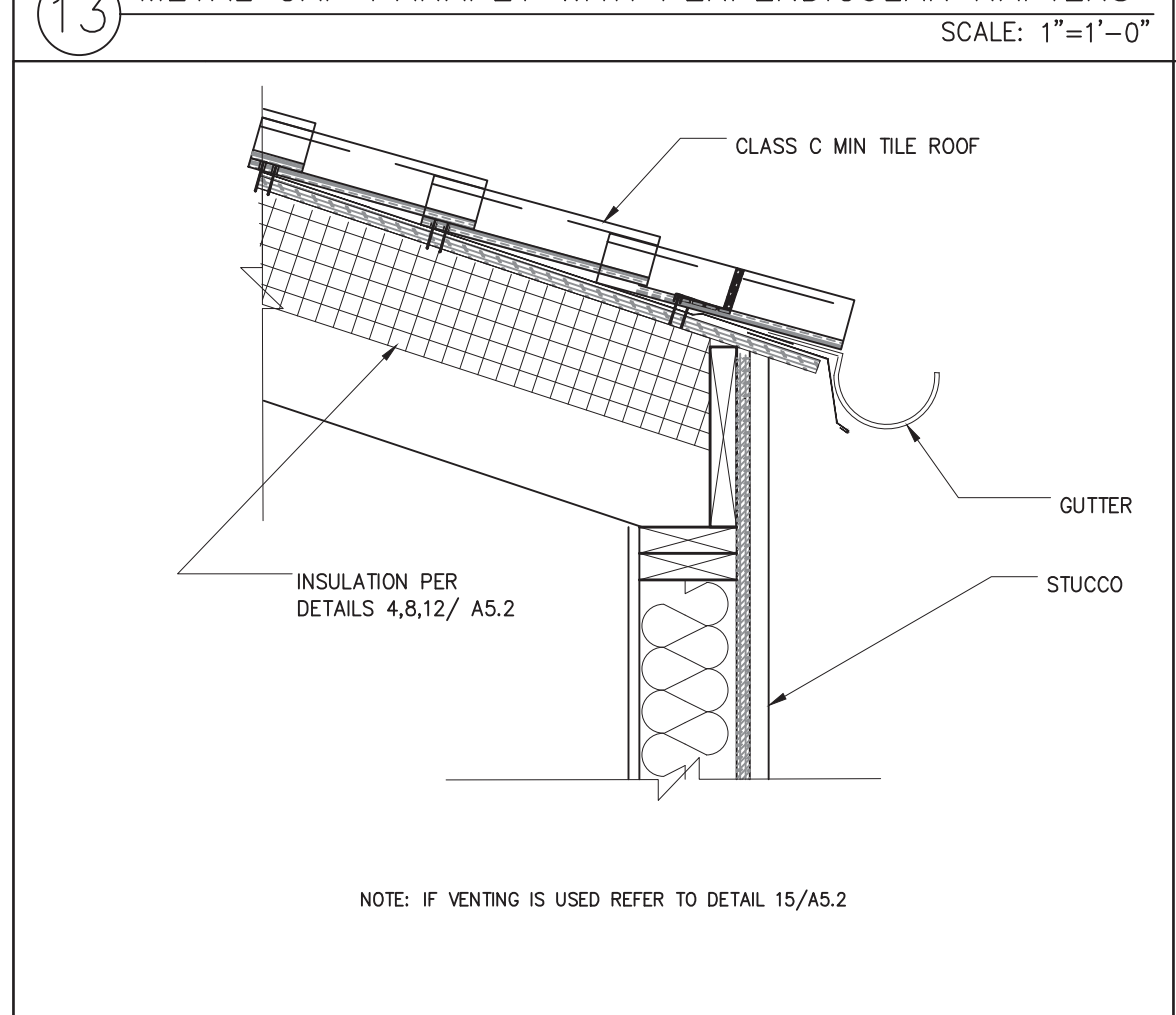 13
SCALE: 1"=1'-0"
CLASS C MIN TILE ROOF
GUTTER
INSULATION PER
DETAILS 4,8,12/ A5.2
STUCCO
NOTE: IF VENTING IS USED REFER TO DETAIL 15/A5.2